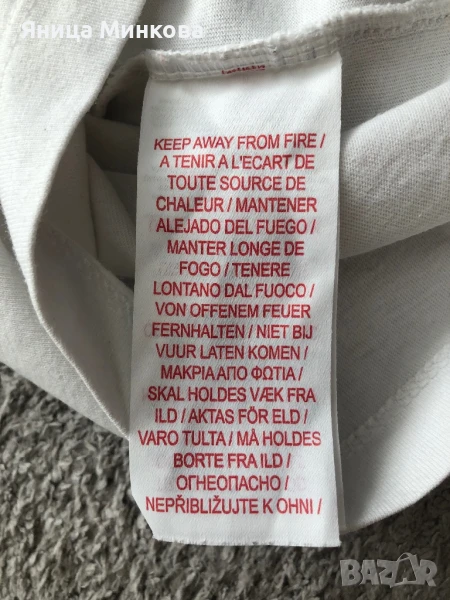 Яница Минкова
KEEP AWAY FROM FIRE /
A TENIR A L'ECART DE
TOUTE SOURCE DE
CHALEUR / MANTENER
ALEJADO DEL FUEGO /
MANTER LONGE DE
FOGO / TENERE
LONTANO DAL FUOCO /
VON OFFENEM FEUER
FERNHALTEN / NIET BIJ
VUUR LATEN KOMEN /
ΜΑΚΡΙΑ ΑΠΟ ΦΩΤΙΑ /
SKAL HOLDES VÆK FRA
ILD / AKTAS FÖR ELD /
VARO TULTA / MÅ HOLDES
BORTE FRA ILD /
ОГНЕОПАСНО /
NEPŘIBLIŽUJTE K OHNI /
BAZAR